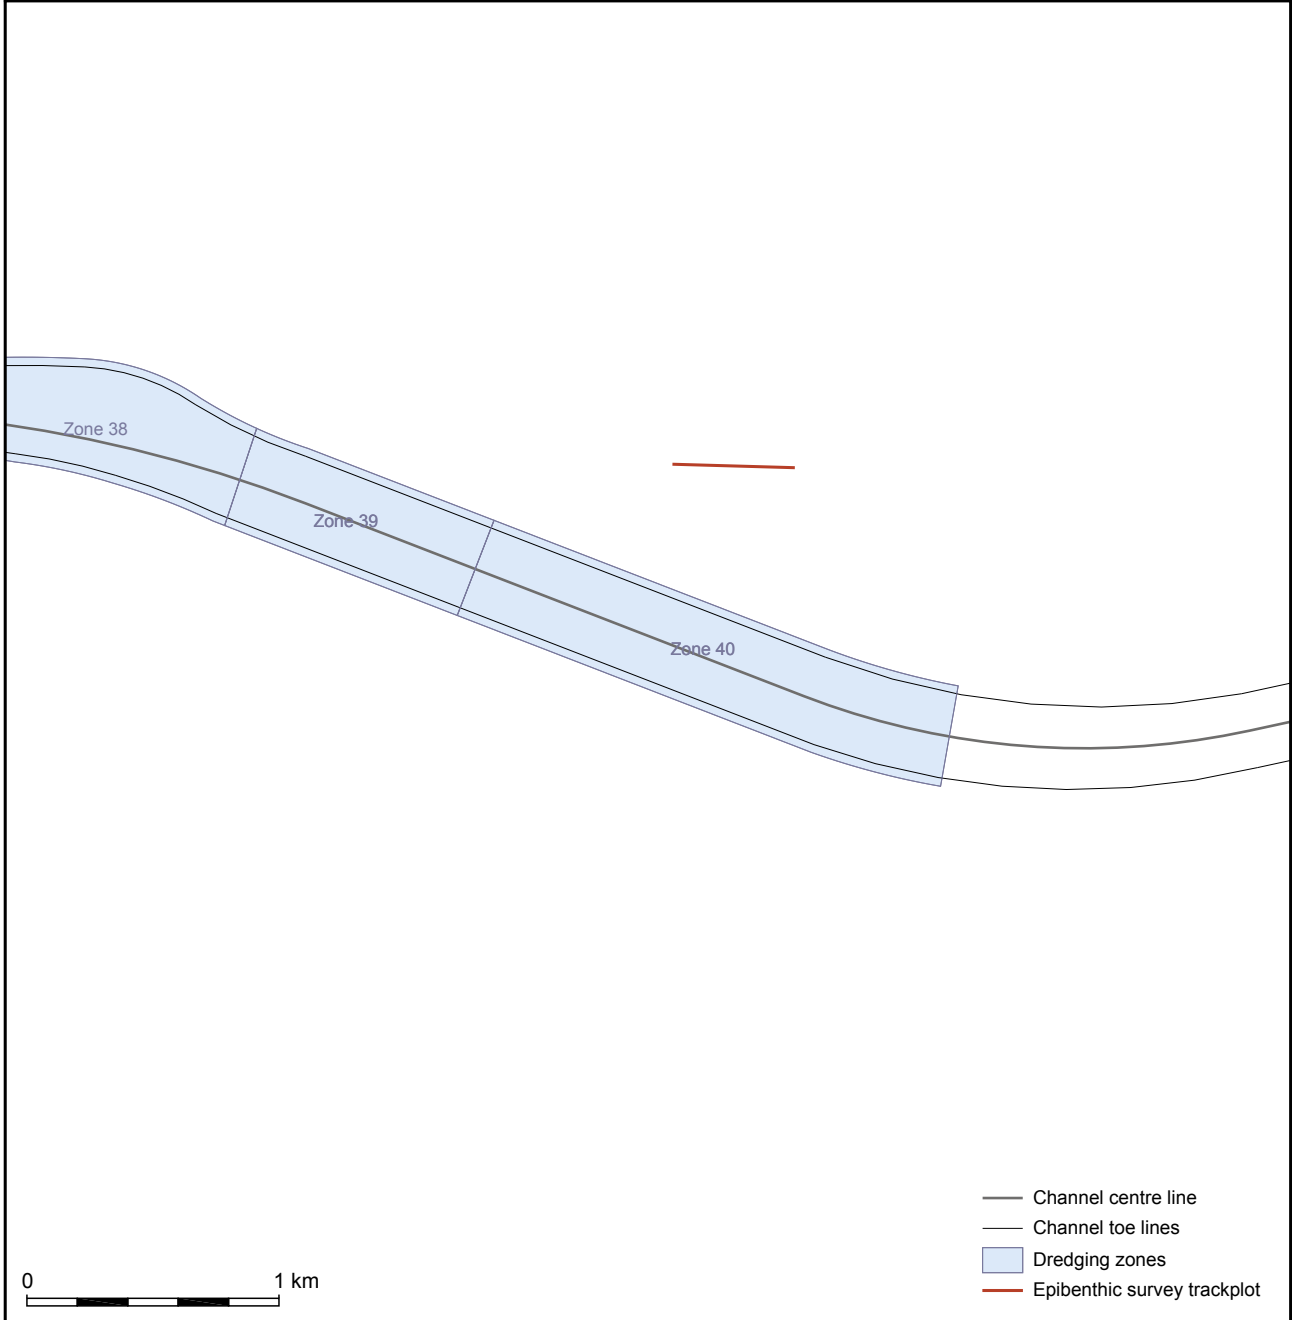 Zone 38
Zone 39
Zone 40
Channel centre line
Channel toe lines
Dredging zones
Epibenthic survey trackplot
0 1 km